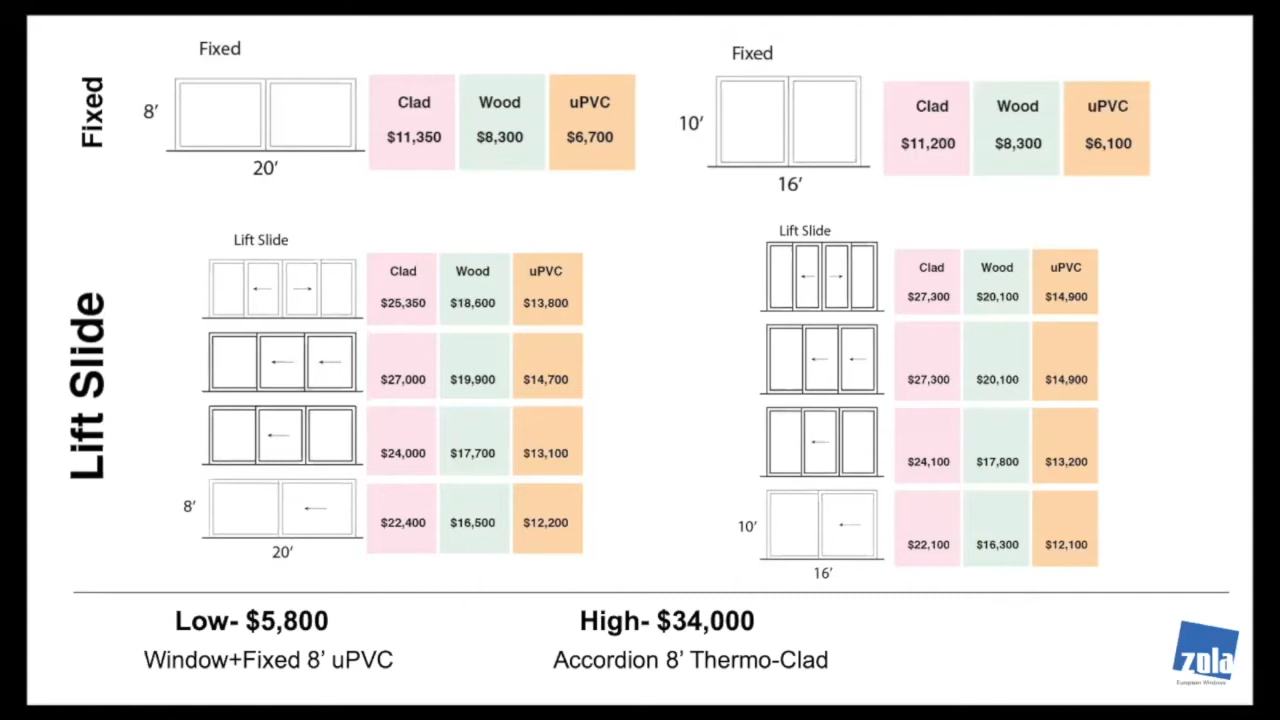 Fixed
Fixed
8’
20’
Clad
Wood
uPVC
$11,350
$8,300
$6,700
Fixed
10’
16’
Clad
Wood
uPVC
$11,200
$8,300
$6,100
Lift Slide
Lift Slide
Clad
Wood
uPVC
$25,350
$18,600
$13,800
$27,000
$19,900
$14,700
$24,000
$17,700
$13,100
8’
$22,400
$16,500
$12,200
20’
Lift Slide
Clad
Wood
uPVC
$27,300
$20,100
$14,900
$27,300
$20,100
$14,900
$24,100
$17,800
$13,200
10’
$22,100
$16,300
$12,100
16’
Low- $5,800
Window+Fixed 8’ uPVC
High- $34,000
Accordion 8’ Thermo-Clad
zola
European Windows